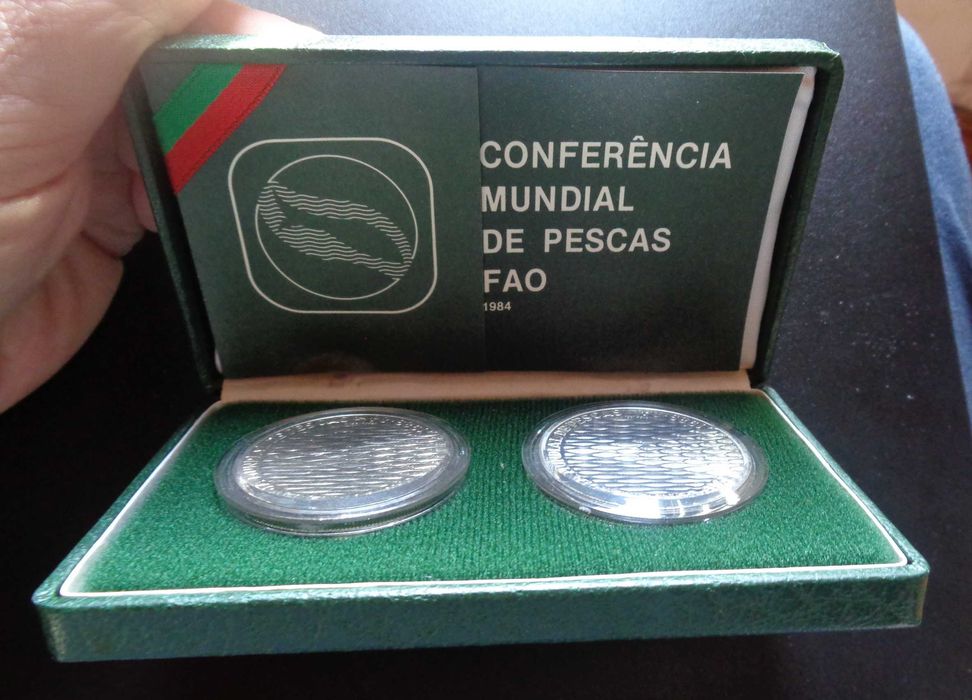 CONFERÊNCIA
MUNDIAL
DE PESCAS
FAO
1984